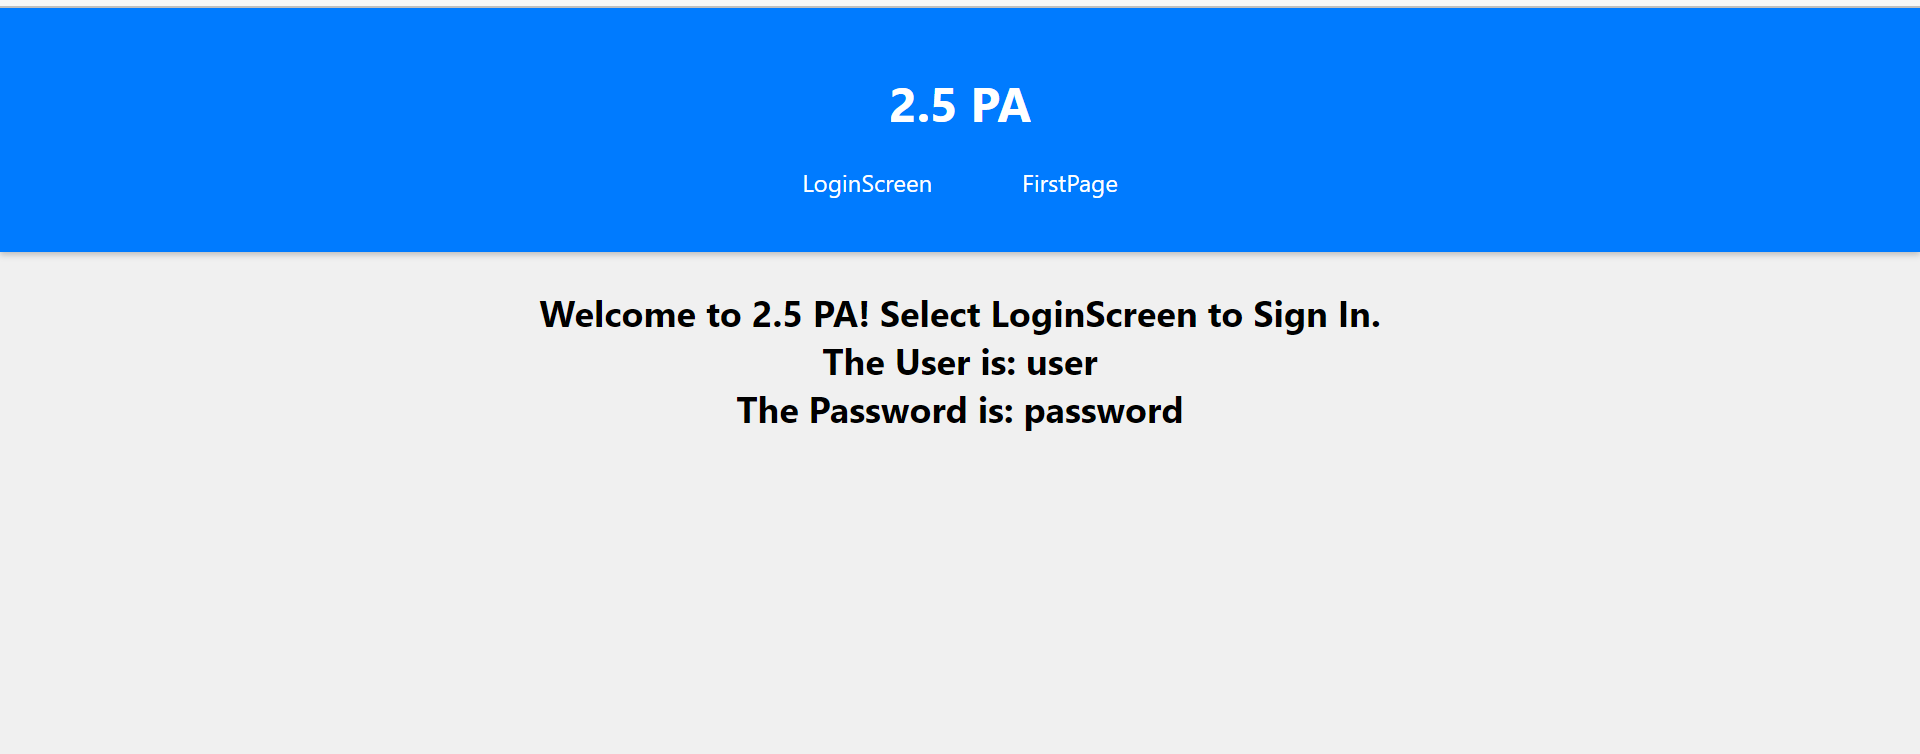 2.5 PA
LoginScreen FirstPage
Welcome to 2.5 PA! Select LoginScreen to Sign In.
The User is: user
The Password is: password